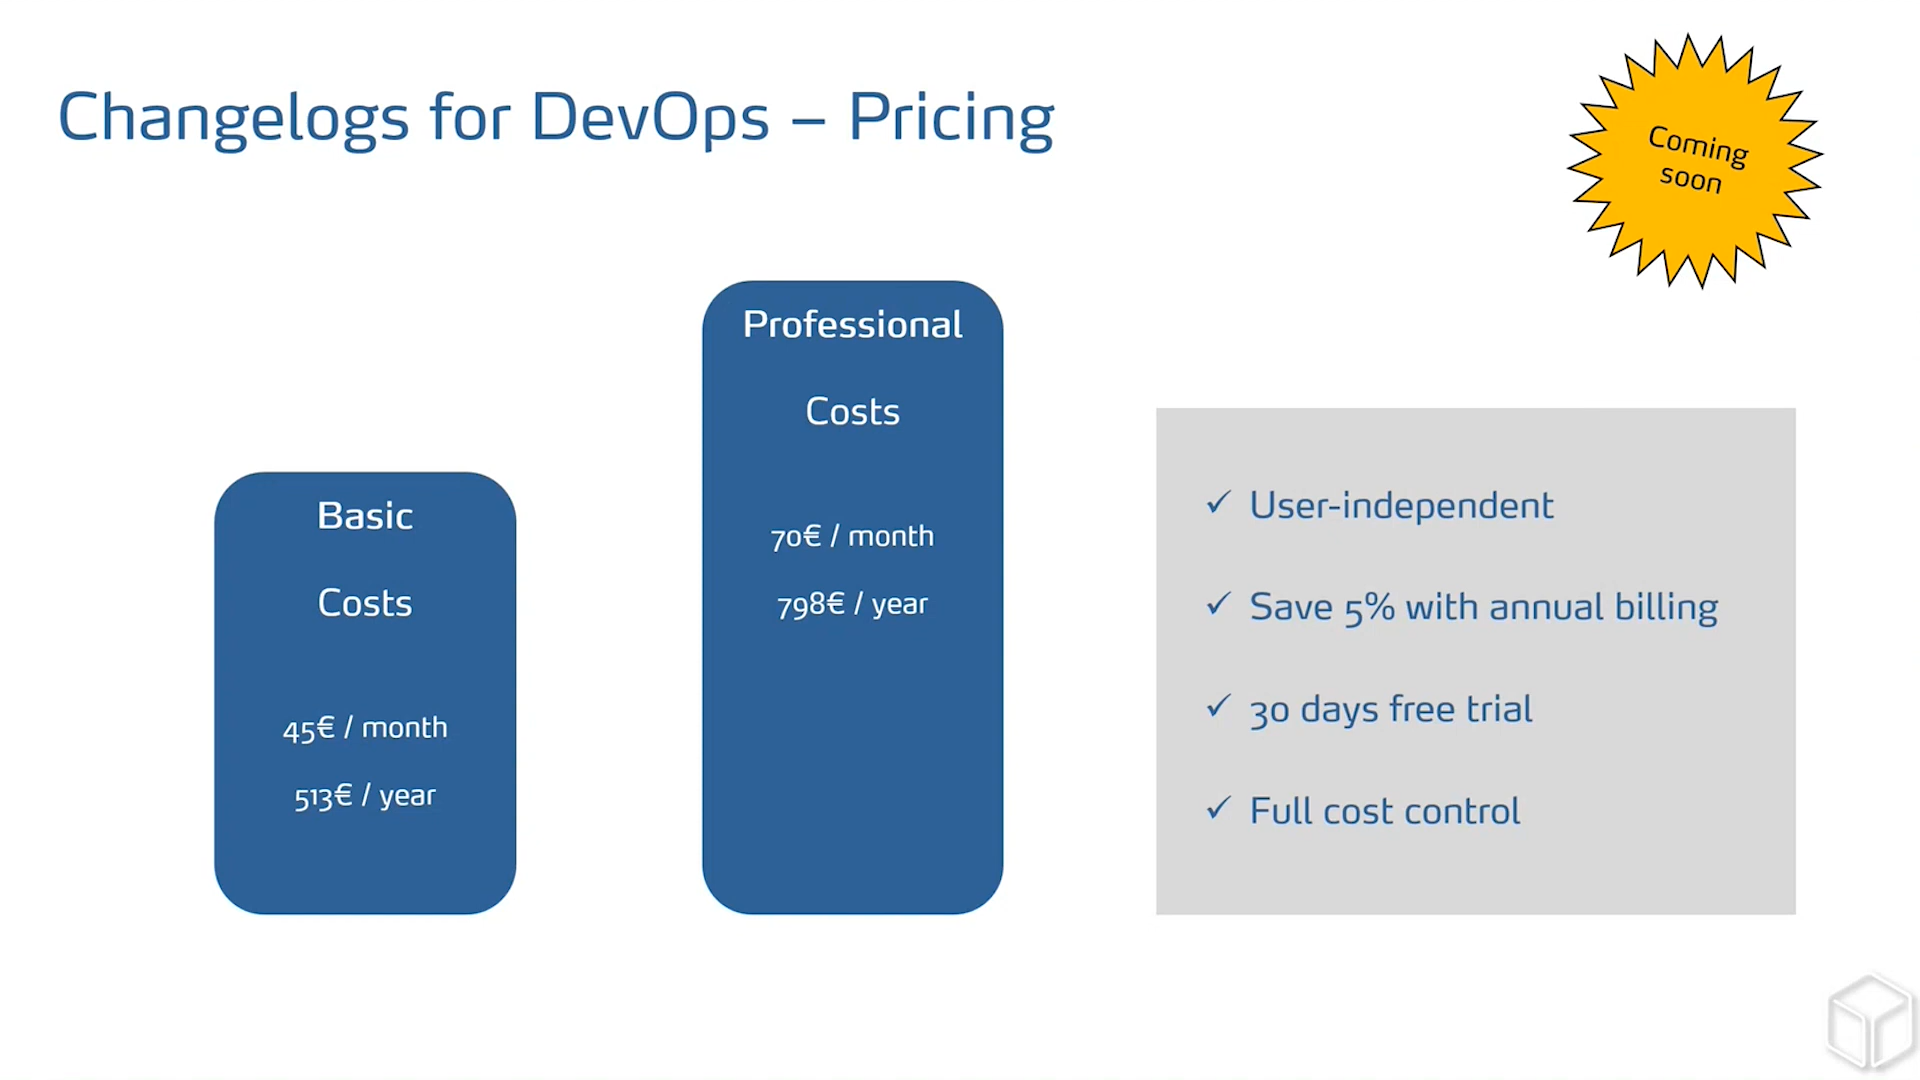 Changelogs for DevOps – Pricing
Coming
soon
Basic
Costs
45€ / month
513€ / year
Professional
Costs
70€ / month
798€ / year
✓ User-independent
✓ Save 5% with annual billing
✓ 30 days free trial
✓ Full cost control